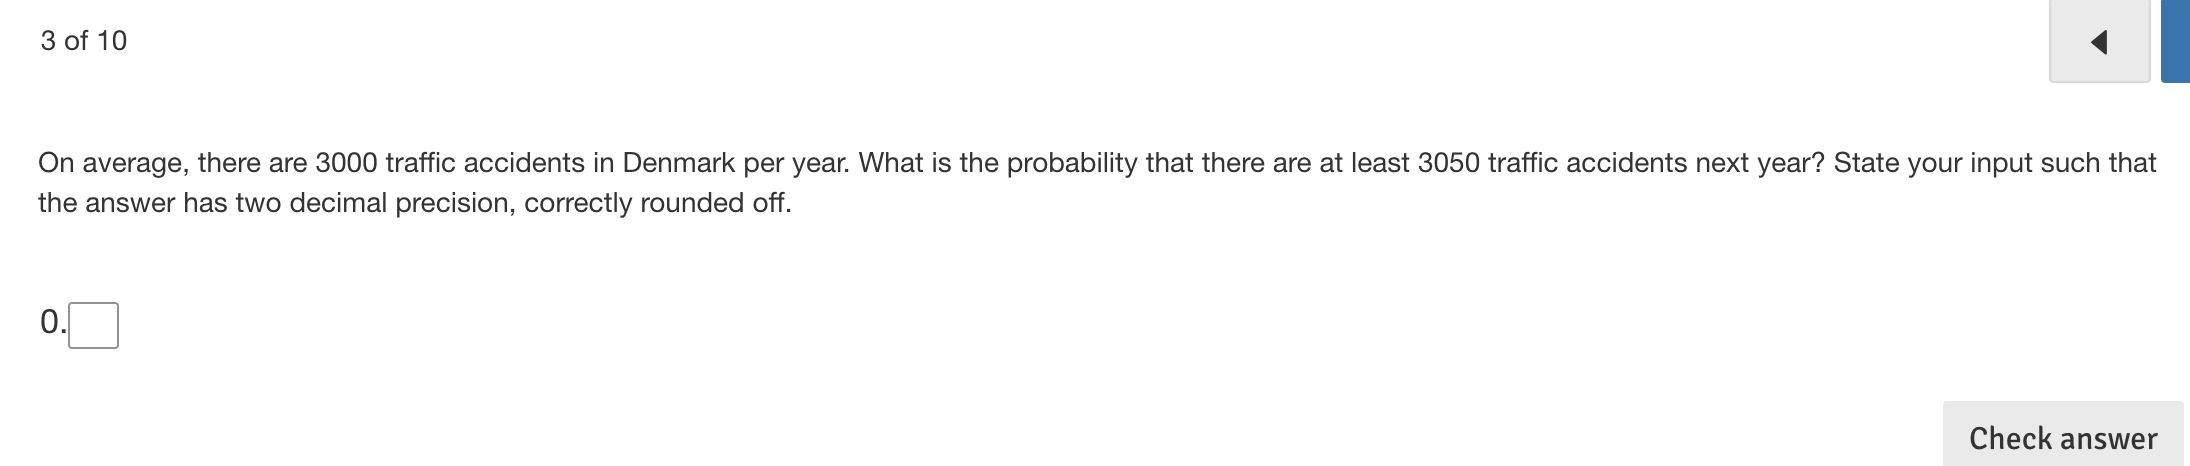 3 of 10
On average, there are 3000 traffic accidents in Denmark per year. What is the probability that there are at least 3050 traffic accidents next year? State your input such that
the answer has two decimal precision, correctly rounded off.
0.
Check answer